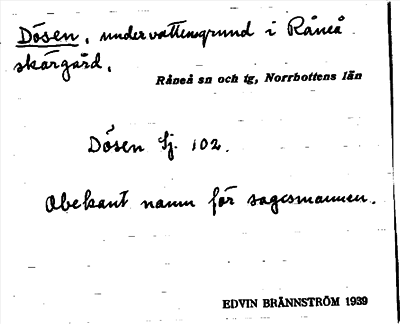 Dösen, undervattensgrund i Råneå
skärgård.
Råneå sn och tg, Norrbottens län
Dösen Sj. 102.
Obekant namn för sagesmannen.
EDVIN BRÄNNSTRÖM 1939